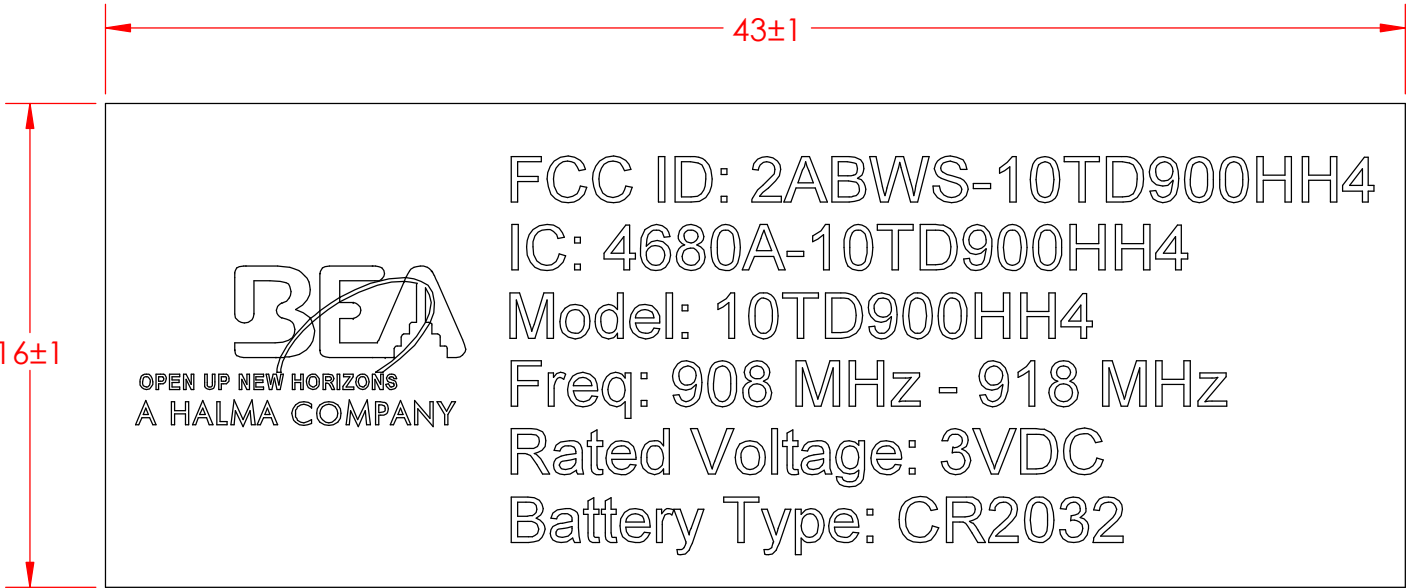 43±1
16±1
FCC ID: 2ABWS-10TD900HH4
IC: 4680A-10TD900HH4
Model: 10TD900HH4
Freq: 908 MHz - 918 MHz
Rated Voltage: 3VDC
Battery Type: CR2032
BEA
OPEN UP NEW HORIZONS
A HALMA COMPANY